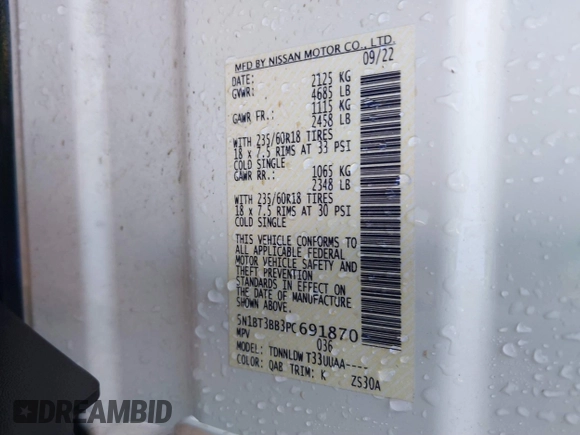 MFD BY NISSAN MOTOR CO., LTD.
DATE: 09/22
GVWR: 2125 KG
4685 LB
GAWR FR.: 1115 KG
2458 LB
WITH 235/60R18 TIRES
18 x 7.5 RIMS AT 33 PSI
COLD SINGLE
GAWR RR.: 1065 KG
2348 LB
WITH 235/60R18 TIRES
18 x 7.5 RIMS AT 30 PSI
COLD SINGLE
THIS VEHICLE CONFORMS TO
ALL APPLICABLE FEDERAL
MOTOR VEHICLE SAFETY AND
THEFT PREVENTION
STANDARDS IN EFFECT ON
THE DATE OF MANUFACTURE
SHOWN ABOVE.
5N1BT3BB3PC691870
MPV 036
MODEL: TDNNLDW T33UUAA----
COLOR: QAB TRIM: K ZS30A
DREAMBID